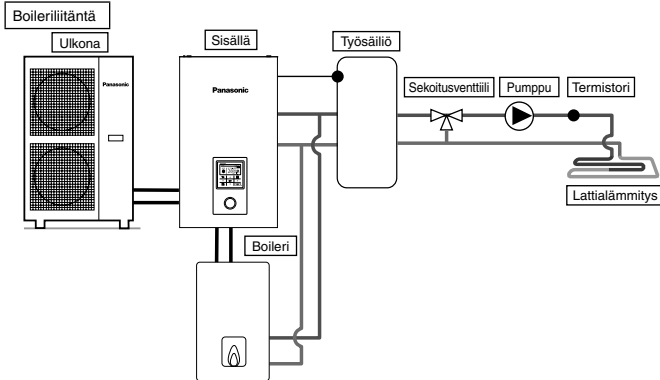 Boileriliitäntä
Ulkona
Sisällä
Työsäiliö
Panasonic
Panasonic
Sekoitusventtiili
Pumppu
Termistori
Lattialämmitys
Boileri